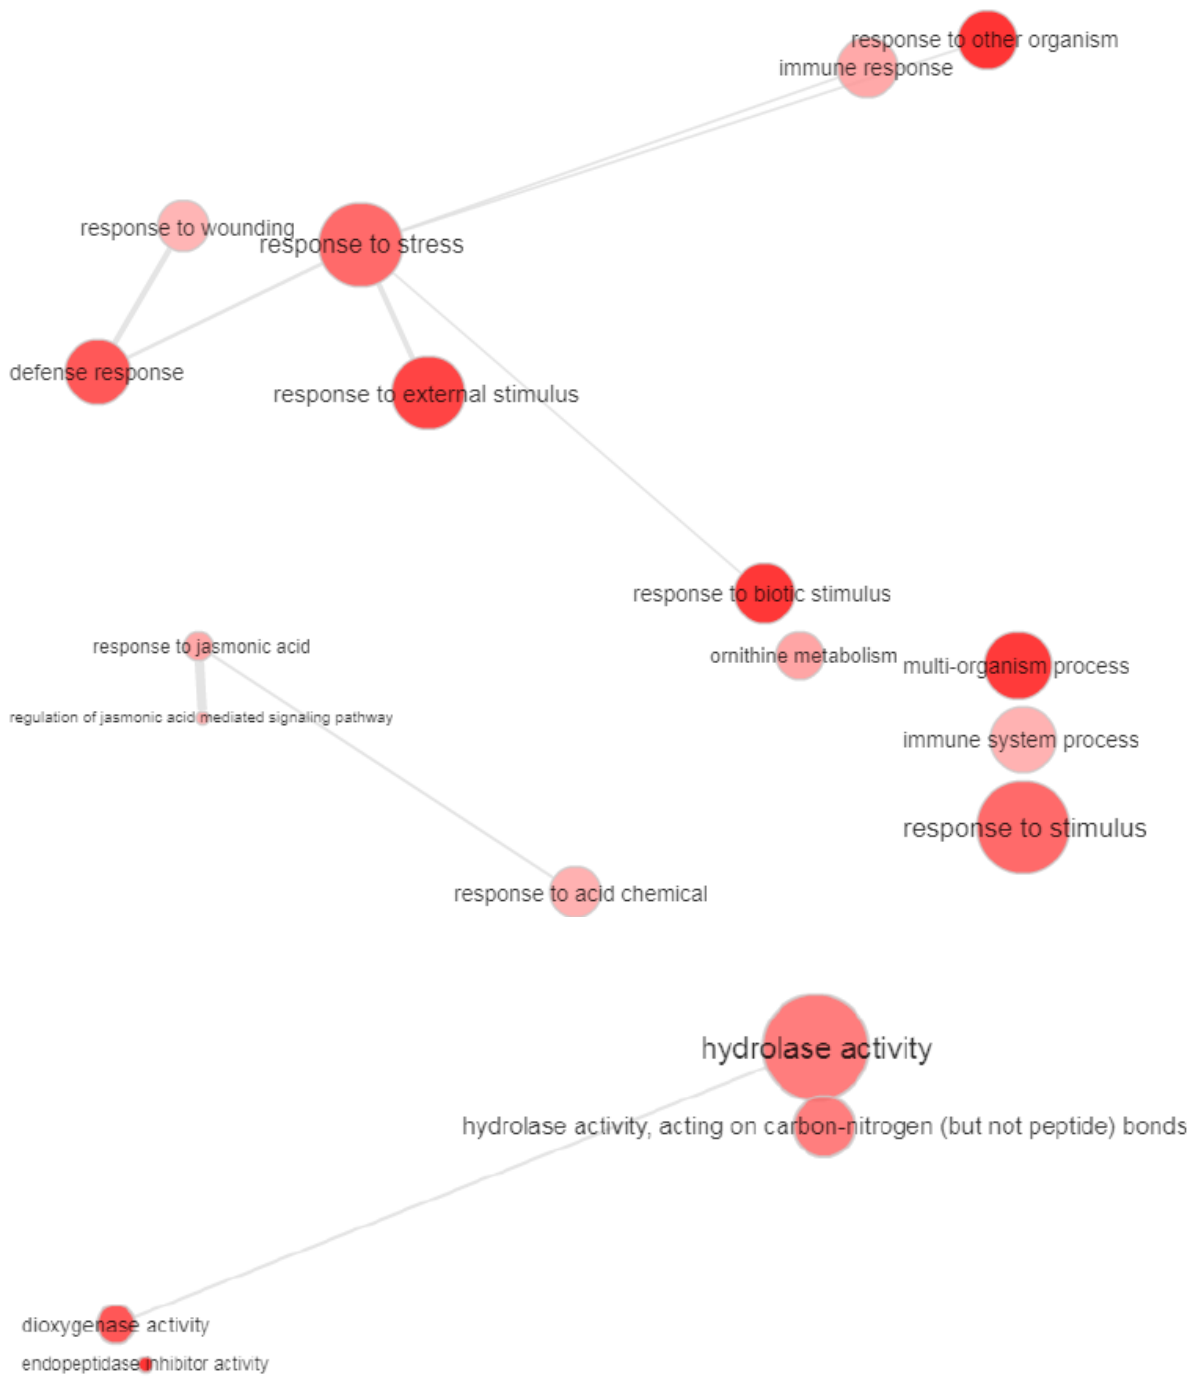 response to other organism
immune response
response to wounding
response to stress
defense response
response to external stimulus
response to biotic stimulus
response to jasmonic acid
ornithine metabolism
multi-organism process
regulation of jasmonic acid mediated signaling pathway
immune system process
response to stimulus
response to acid chemical
hydrolase activity
hydrolase activity, acting on carbon-nitrogen (but not peptide) bonds
dioxygenase activity
endopeptidase inhibitor activity